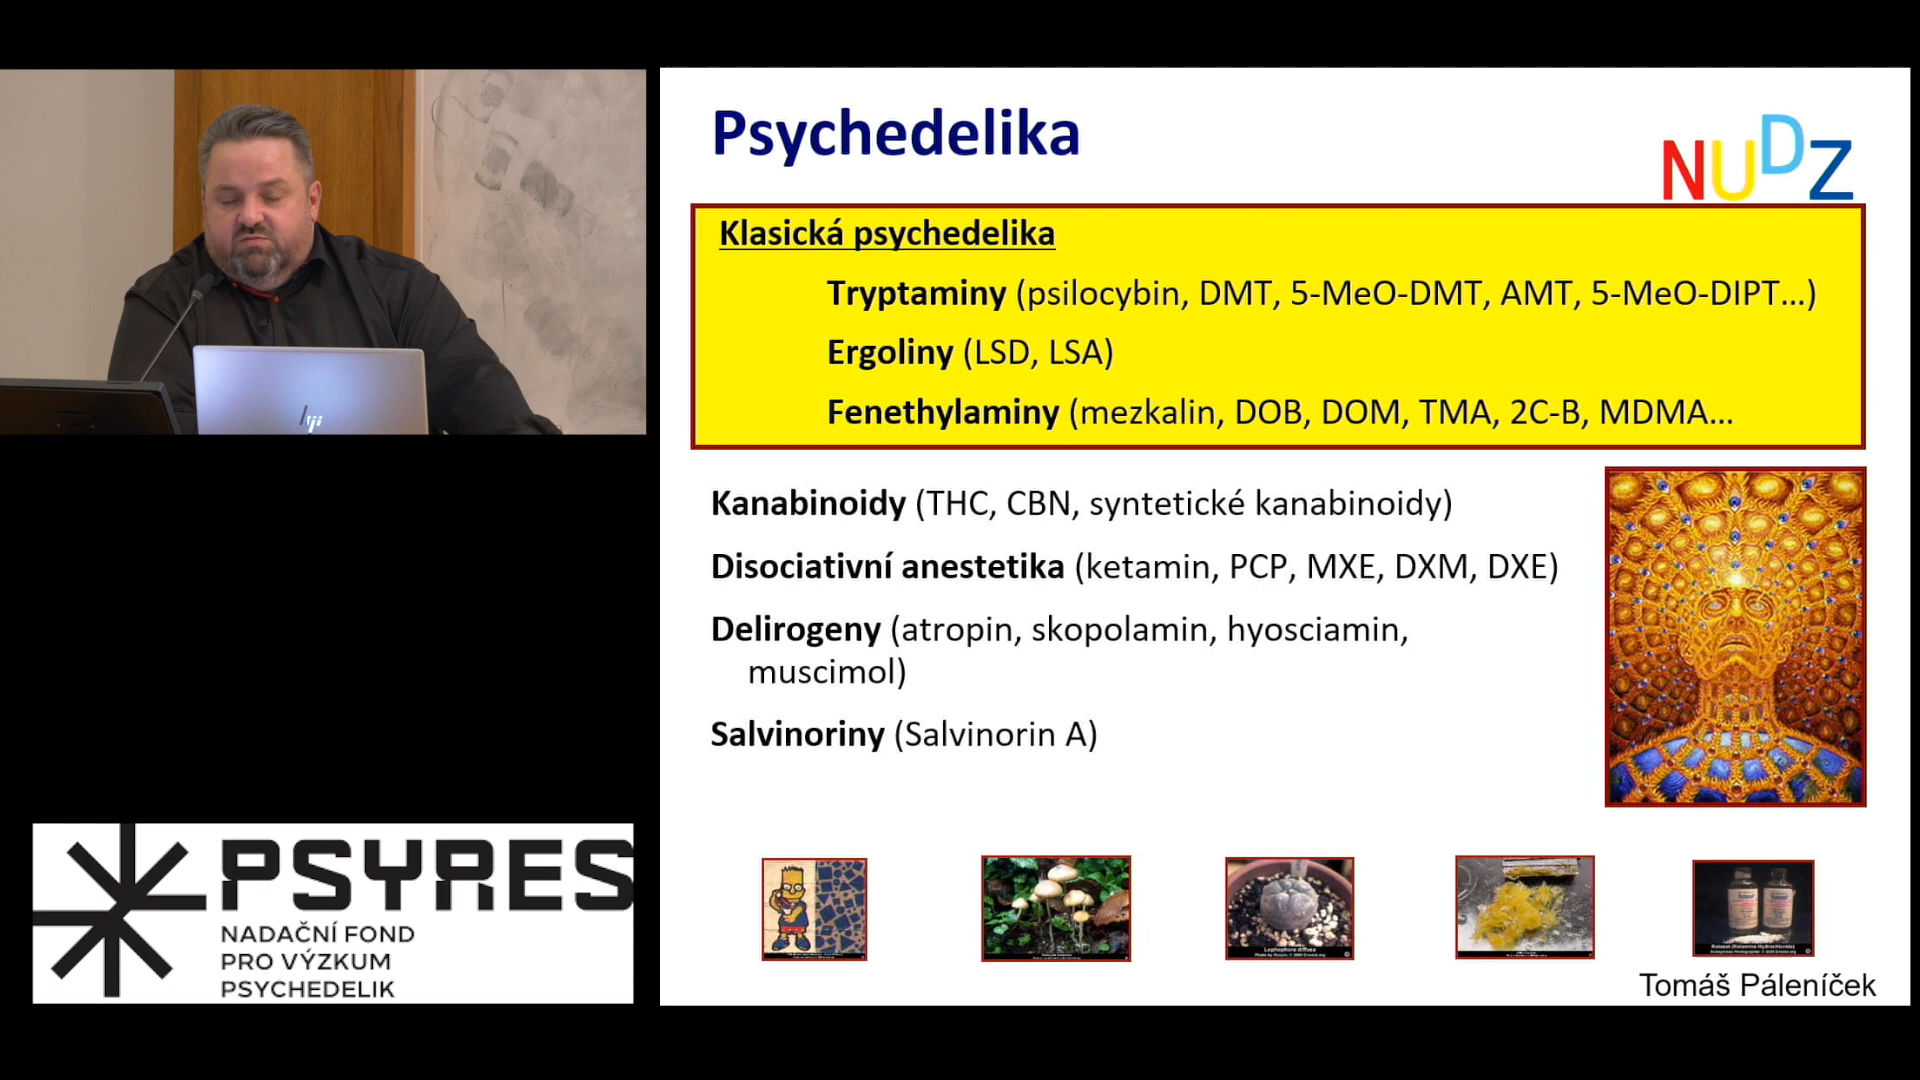 Psychedelika
NUDZ
Klasická psychedelika
Tryptaminy (psilocybin, DMT, 5-MeO-DMT, AMT, 5-MeO-DIPT...)
Ergoliny (LSD, LSA)
Fenethylaminy (mezkalin, DOB, DOM, TMA, 2C-B, MDMA...
Kanabinoidy (THC, CBN, syntetické kanabinoidy)
Disociativní anestetika (ketamin, PCP, MXE, DXM, DXE)
Delirogeny (atropin, skopolamin, hyosciamin,
muscimol)
Salvinoriny (Salvinorin A)
Tomáš Páleníček
PSYRES
NADAČNÍ FOND
PRO VÝZKUM
PSYCHEDELIK